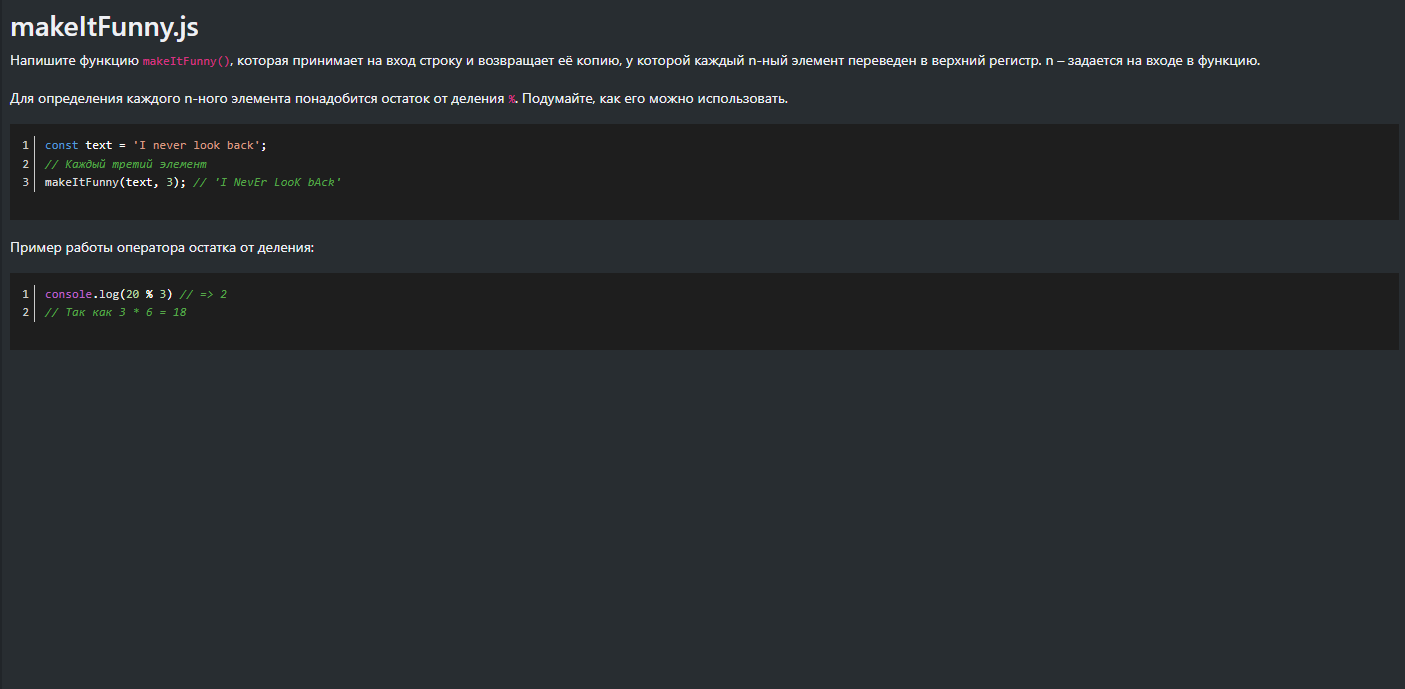 makeItFunny.js
Напишите функцию makeItFunny(), которая принимает на вход строку и возвращает её копию, у которой каждый n-ный элемент переведен в верхний регистр. n – задается на входе в функцию.
Для определения каждого n-ного элемента понадобится остаток от деления %. Подумайте, как его можно использовать.
1 const text = 'I never look back';
2 // Каждый третий элемент
3 makeItFunny(text, 3); // 'I NevEr LooK bAck'
Пример работы оператора остатка от деления:
1 console.log(20 % 3) // => 2
2 // Так как 3 * 6 = 18